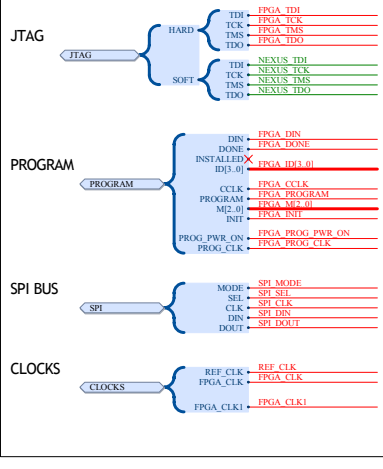 JTAG
JTAG
HARD
TDI FPGA_TDI
TCK FPGA_TCK
TMS FPGA_TMS
TDO FPGA_TDO
SOFT
TDI NEXUS_TDI
TCK NEXUS_TCK
TMS NEXUS_TMS
TDO NEXUS_TDO
PROGRAM
PROGRAM
DIN FPGA_DIN
DONE FPGA_DONE
INSTALLED
ID[3..0] FPGA_ID[3..0]
CCLK FPGA_CCLK
PROGRAM FPGA_PROGRAM
M[2..0] FPGA_M[2..0]
INIT FPGA_INIT
PROG_PWR_ON FPGA_PROG_PWR_ON
PROG_CLK FPGA_PROG_CLK
SPI BUS
SPI
MODE SPI_MODE
SEL SPI_SEL
CLK SPI_CLK
DIN SPI_DIN
DOUT SPI_DOUT
CLOCKS
CLOCKS
REF_CLK REF_CLK
FPGA_CLK FPGA_CLK
FPGA_CLK1 FPGA_CLK1